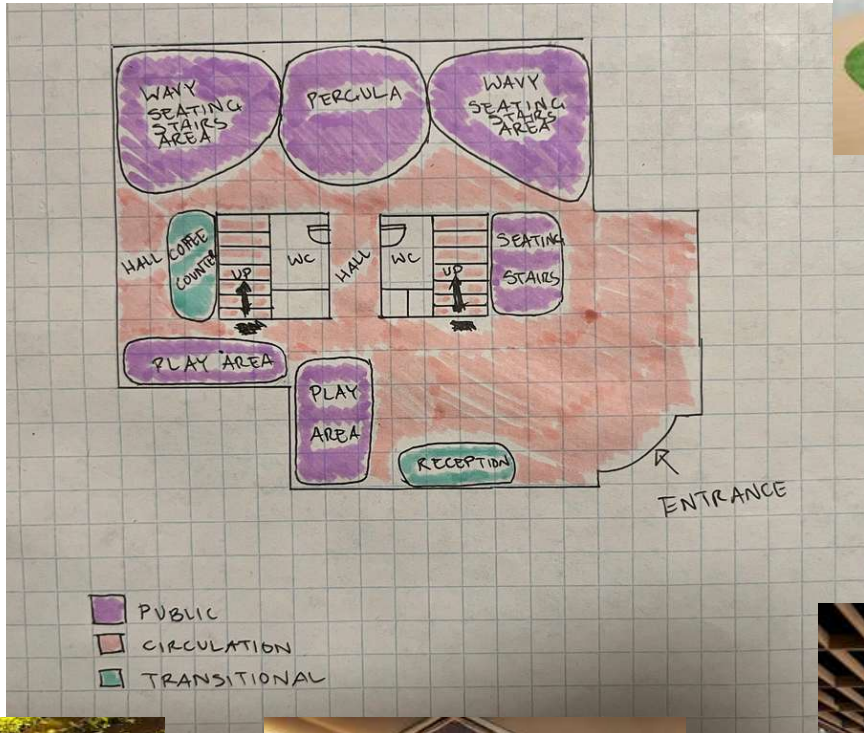 WAVY
SEATING
STAIRS
AREA
PERGULA
WAVY
SEATING
STAIRS
AREA
HALL
COFFEE
COUNTER
UP
WC
HALL
WC
UP
SEATING
STAIRS
PLAY AREA
PLAY
AREA
RECEPTION
ENTRANCE
PUBLIC
CIRCULATION
TRANSITIONAL